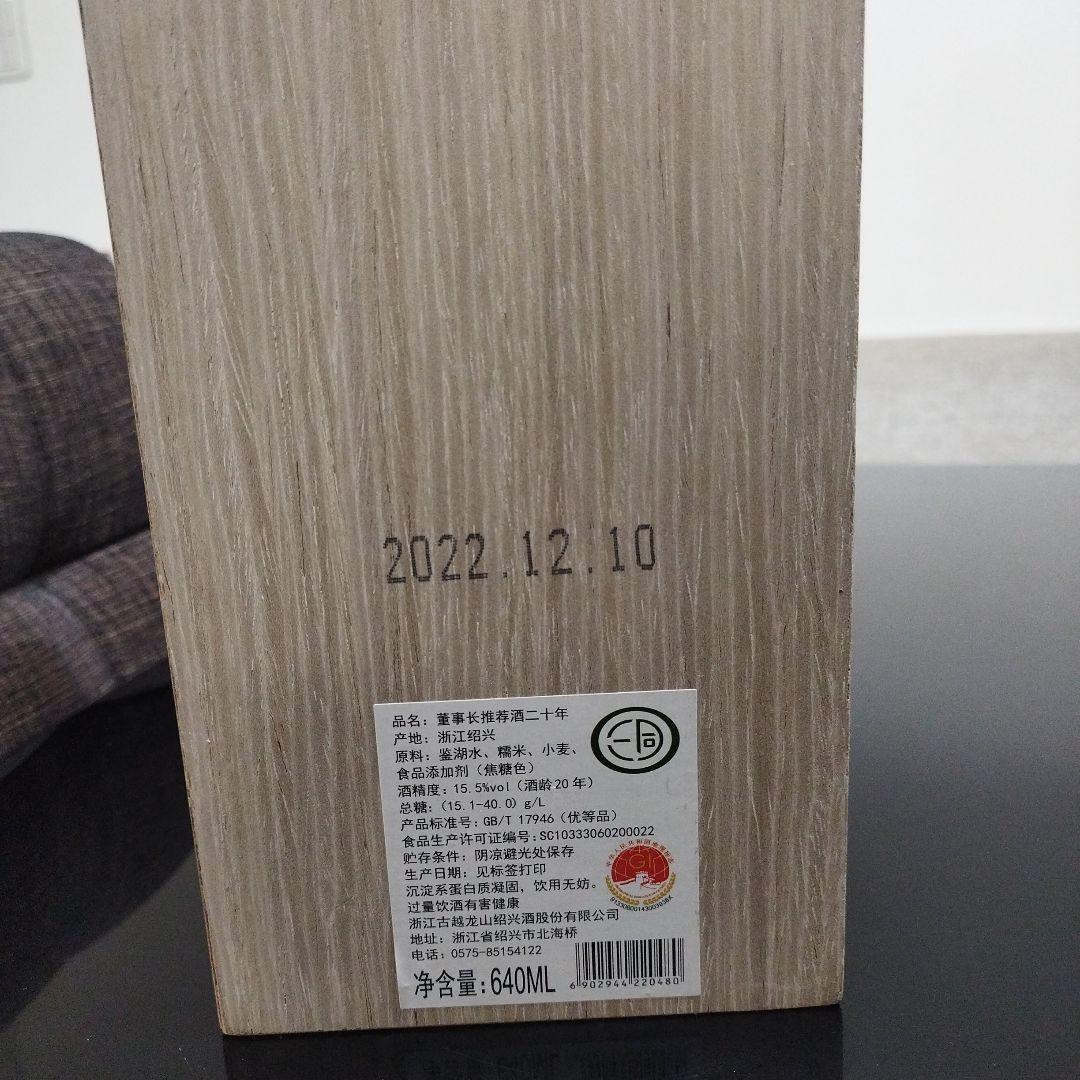 2022.12.10
品名：董事长推荐酒二十年
产地：浙江绍兴
原料：鉴湖水、糯米、小麦、
食品添加剂（焦糖色）
酒精度：15.5%vol（酒龄20年）
总糖：(15.1-40.0) g/L
产品标准号：GB/T 17946（优等品）
食品生产许可证编号：SC10333060200022
贮存条件：阴凉避光处保存
生产日期：见标签打印
沉淀系蛋白质凝固，饮用无妨。
过量饮酒有害健康
浙江古越龙山绍兴酒股份有限公司
地址：浙江省绍兴市北海桥
电话：0575-85154122
净含量：640ML
6 902944 220480
GI